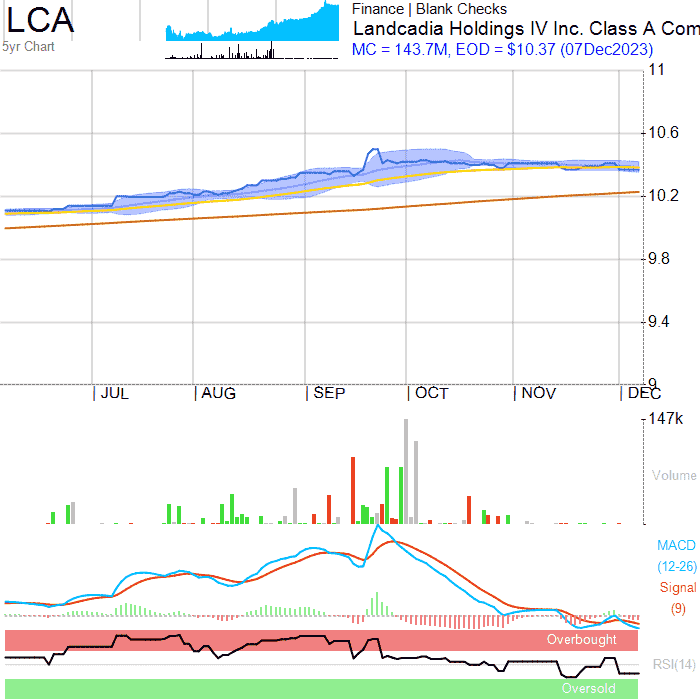 LCA
5yr Chart
Finance | Blank Checks
Landcadia Holdings IV Inc. Class A Com
MC = 143.7M, EOD = $10.37 (07Dec2023)
11
10.6
10.2
9.8
9.4
9
JUL AUG SEP OCT NOV DEC
147k
Volume
MACD
(12-26)
Signal
(9)
Overbought
RSI(14)
Oversold